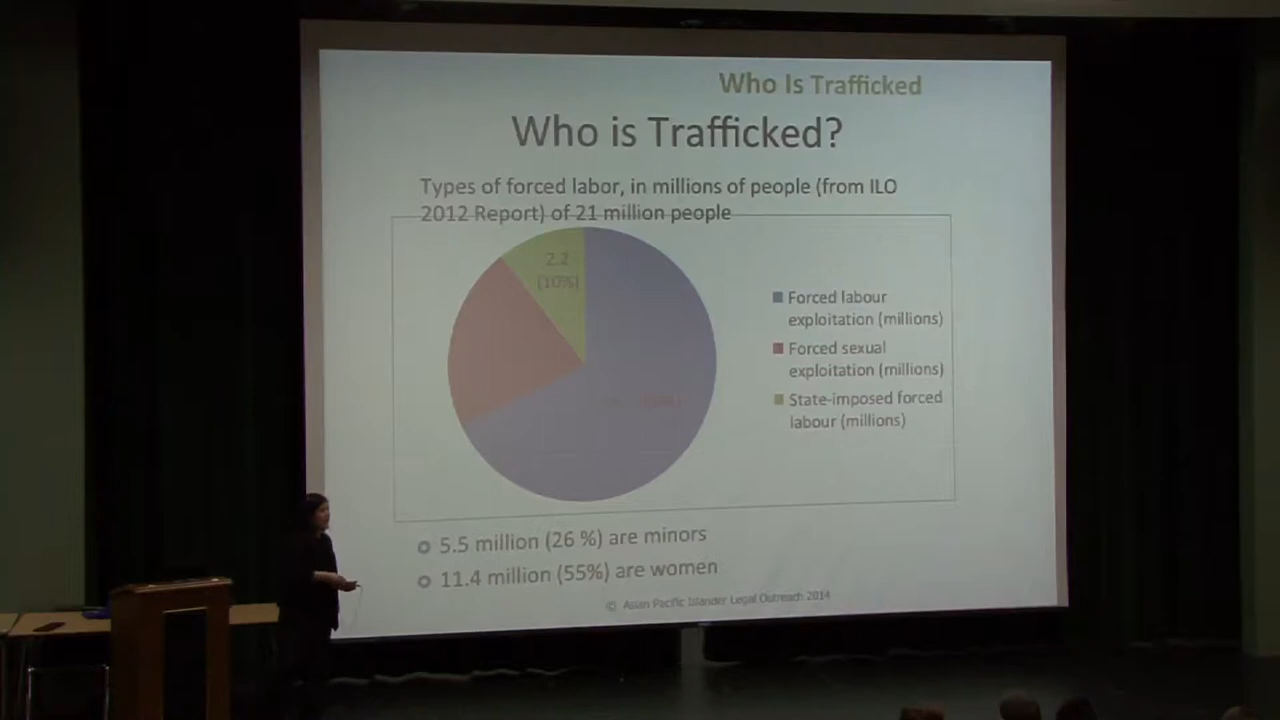 Who Is Trafficked
Who is Trafficked?
Types of forced labor, in millions of people (from ILO
2012 Report) of 21 million people
2.2
(10%)
Forced labour
exploitation (millions)
Forced sexual
exploitation (millions)
State-imposed forced
labour (millions)
5.5 million (26 %) are minors
11.4 million (55%) are women
© Asian Pacific Islander Legal Outreach 2014